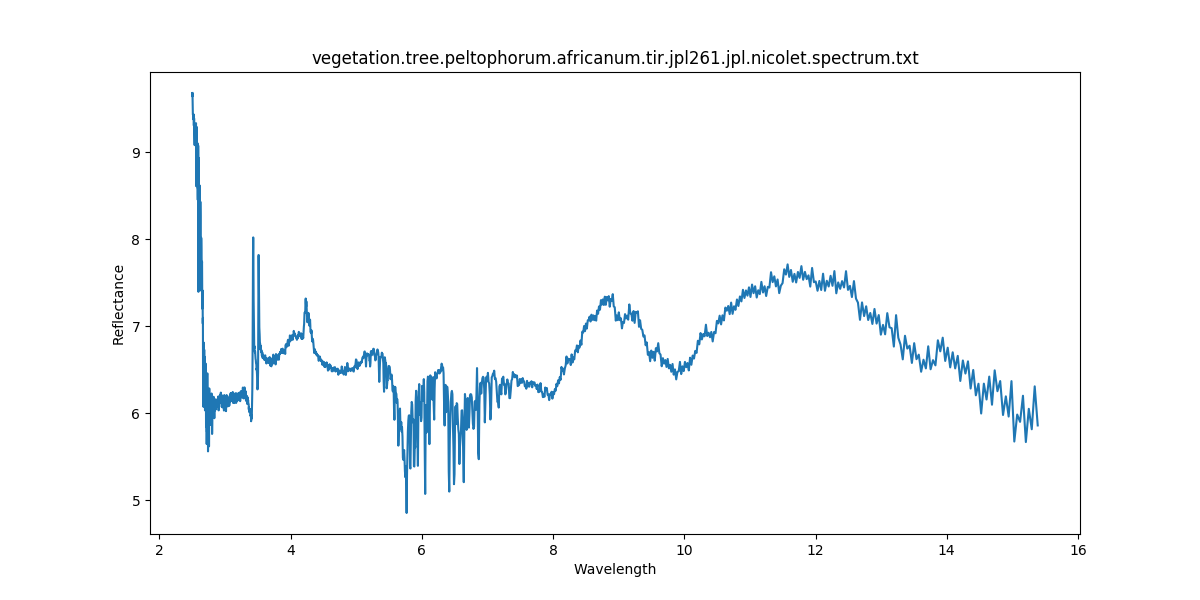 vegetation.tree.peltophorum.africanum.tir.jpl261.jpl.nicolet.spectrum.txt
9
8
7
6
5
Reflectance
2 4 6 8 10 12 14 16
Wavelength